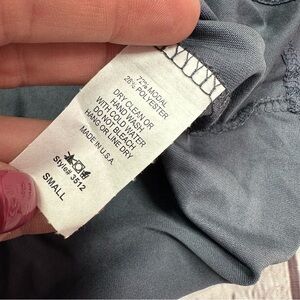 72% MODAL
28% POLYESTER
DRY CLEAN OR
HAND WASH
WITH COLD WATER
DO NOT BLEACH
HANG OR LINE DRY
MADE IN U.S.A.
Style# 3512
SMALL